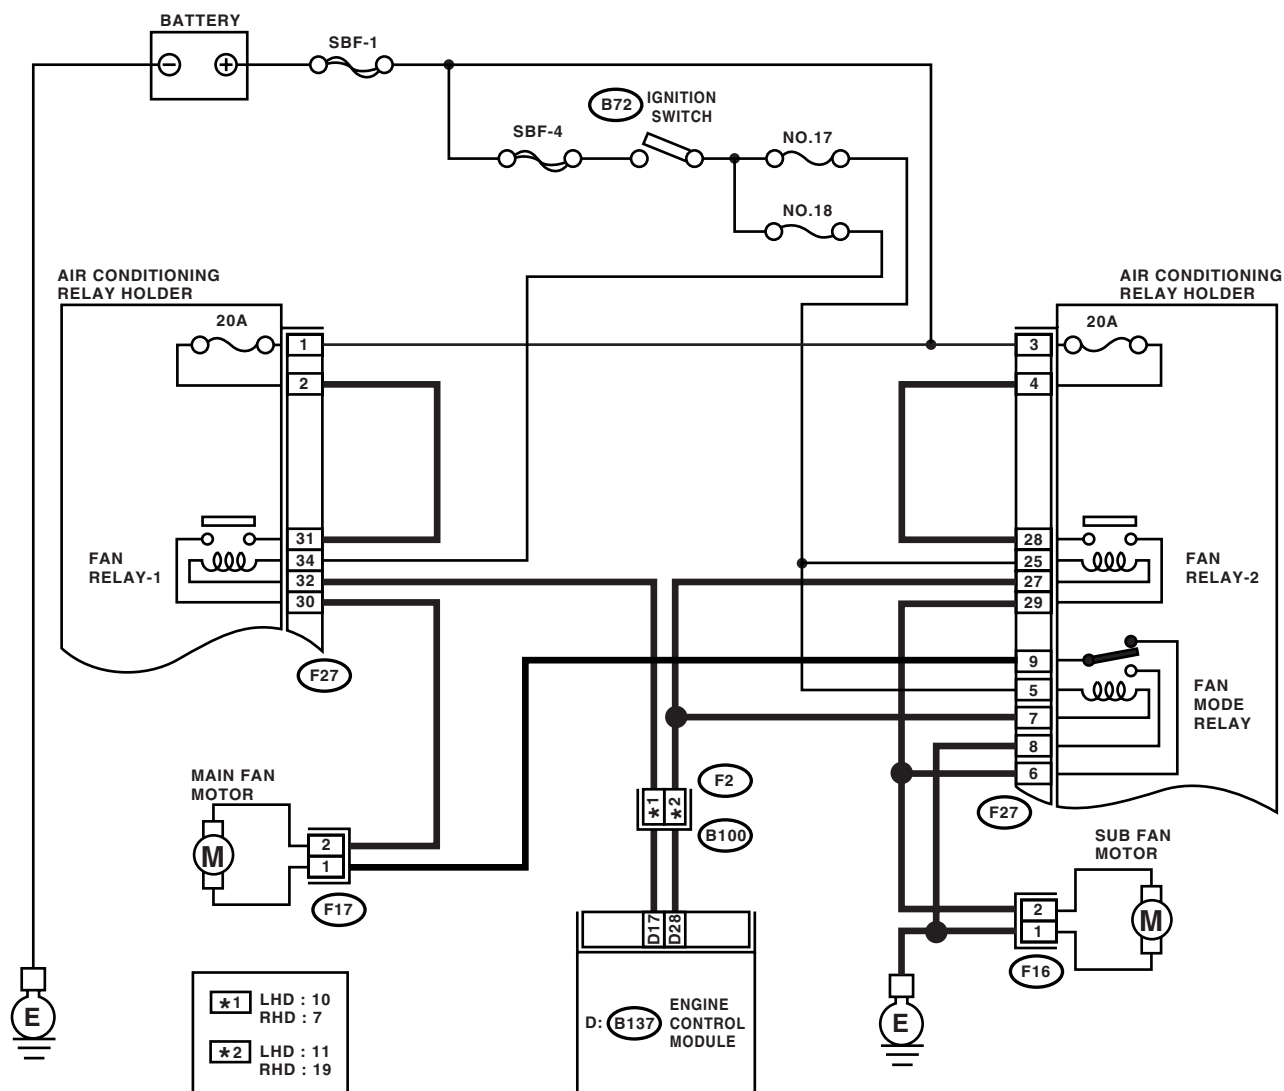 BATTERY
SBF-1
B72
IGNITION
SWITCH
SBF-4
NO.17
NO.18
AIR CONDITIONING
RELAY HOLDER
20A
1
2
31
34
32
30
FAN
RELAY-1
F27
AIR CONDITIONING
RELAY HOLDER
20A
3
4
28
25
27
29
9
5
7
8
6
FAN
RELAY-2
FAN
MODE
RELAY
F27
MAIN FAN
MOTOR
M
2
1
F17
F2
*1
*2
B100
SUB FAN
MOTOR
M
2
1
F16
D17
D28
D: B137
ENGINE
CONTROL
MODULE
E
E
*1 LHD : 10
RHD : 7
*2 LHD : 11
RHD : 19